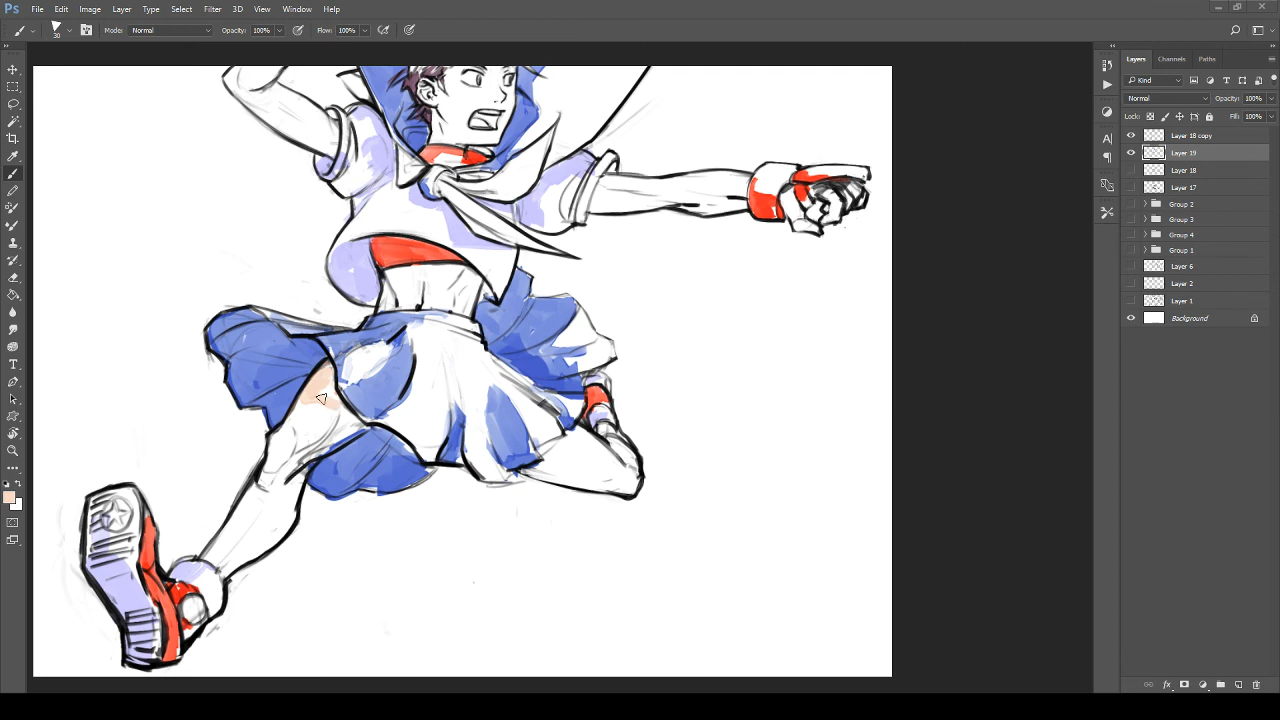 Ps File Edit Image Layer Type Select Filter 3D View Window Help
30 Mode: Normal Opacity: 100% Flow: 100%
Layers Channels Paths
Kind
Normal Opacity: 100%
Lock: Fill: 100%
Layer 18 copy
Layer 19
Layer 18
Layer 17
Group 2
Group 3
Group 4
Group 1
Layer 6
Layer 2
Layer 1
Background
fx